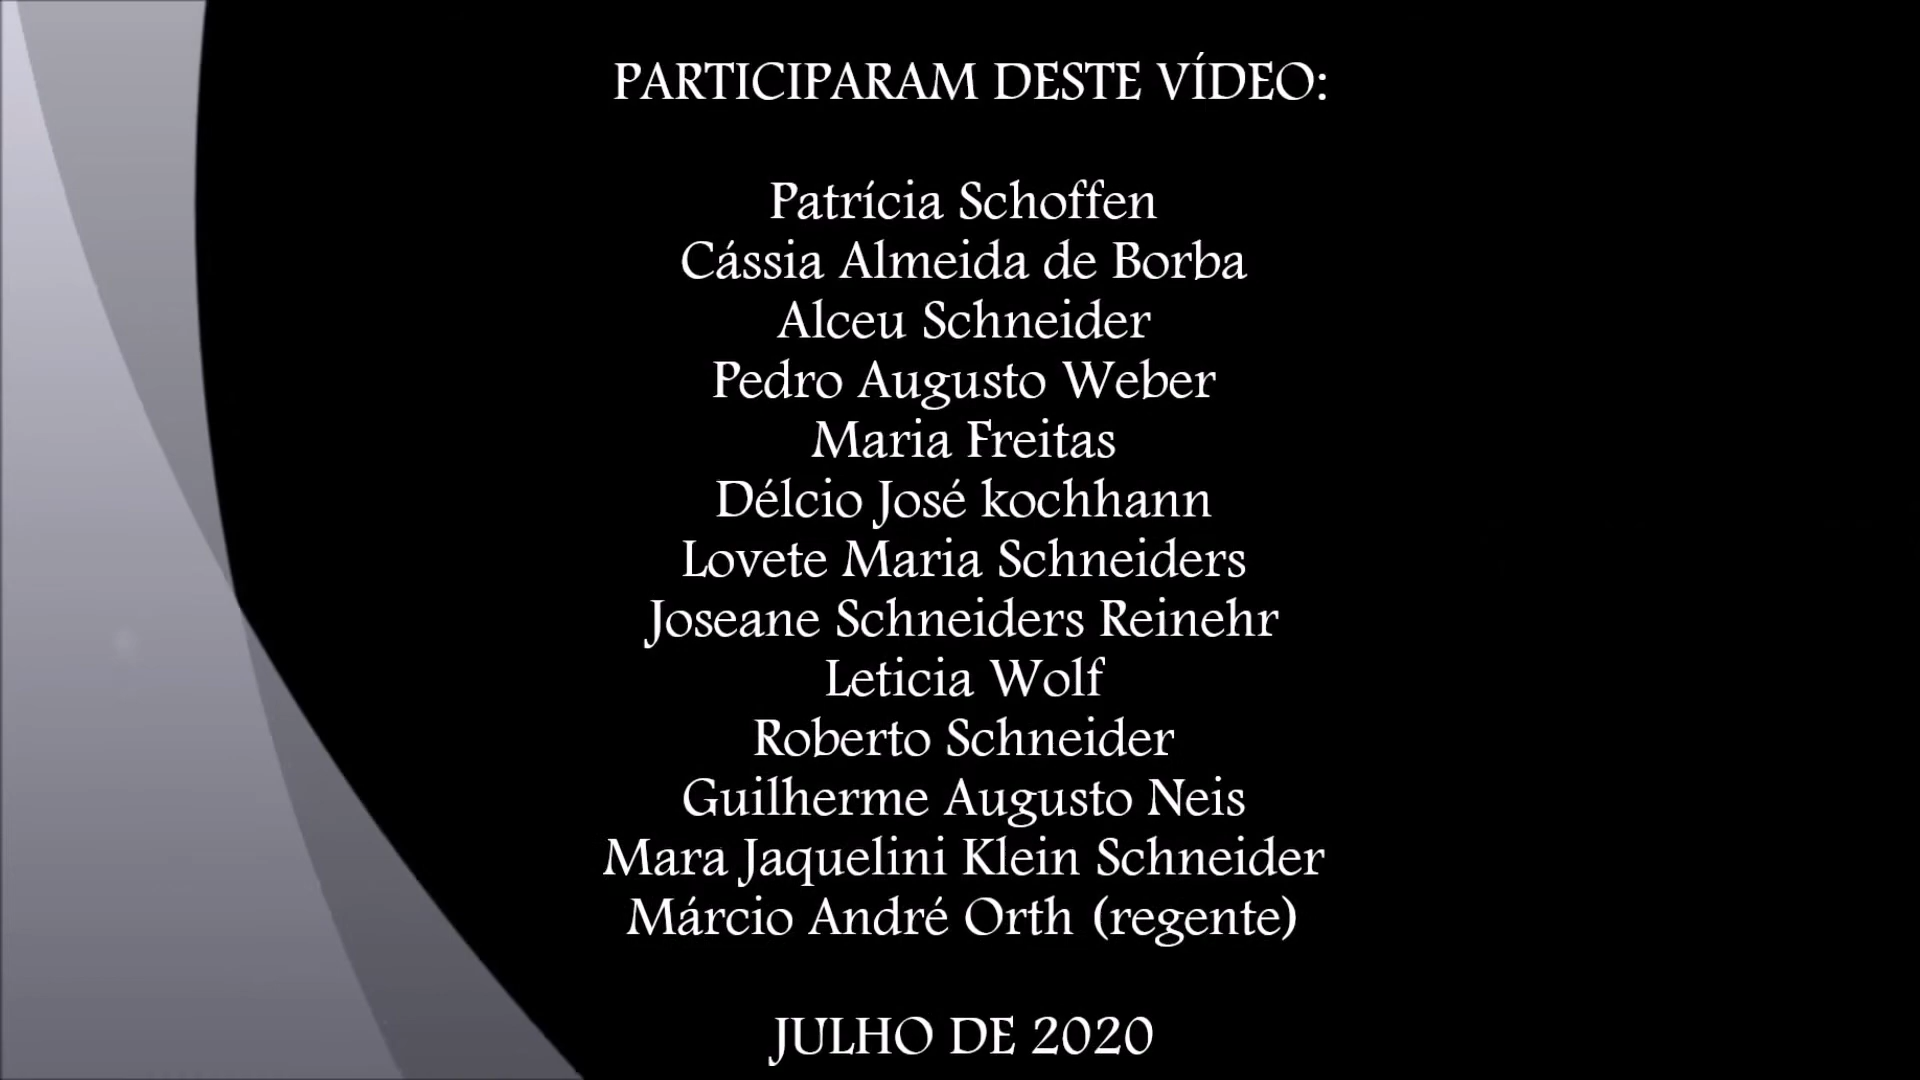 PARTICIPARAM DESTE VÍDEO:
Patrícia Schoffen
Cássia Almeida de Borba
Alceu Schneider
Pedro Augusto Weber
Maria Freitas
Délcio José kochhann
Lovete Maria Schneiders
Joseane Schneiders Reinehr
Leticia Wolf
Roberto Schneider
Guilherme Augusto Neis
Mara Jaquelini Klein Schneider
Márcio André Orth (regente)
JULHO DE 2020